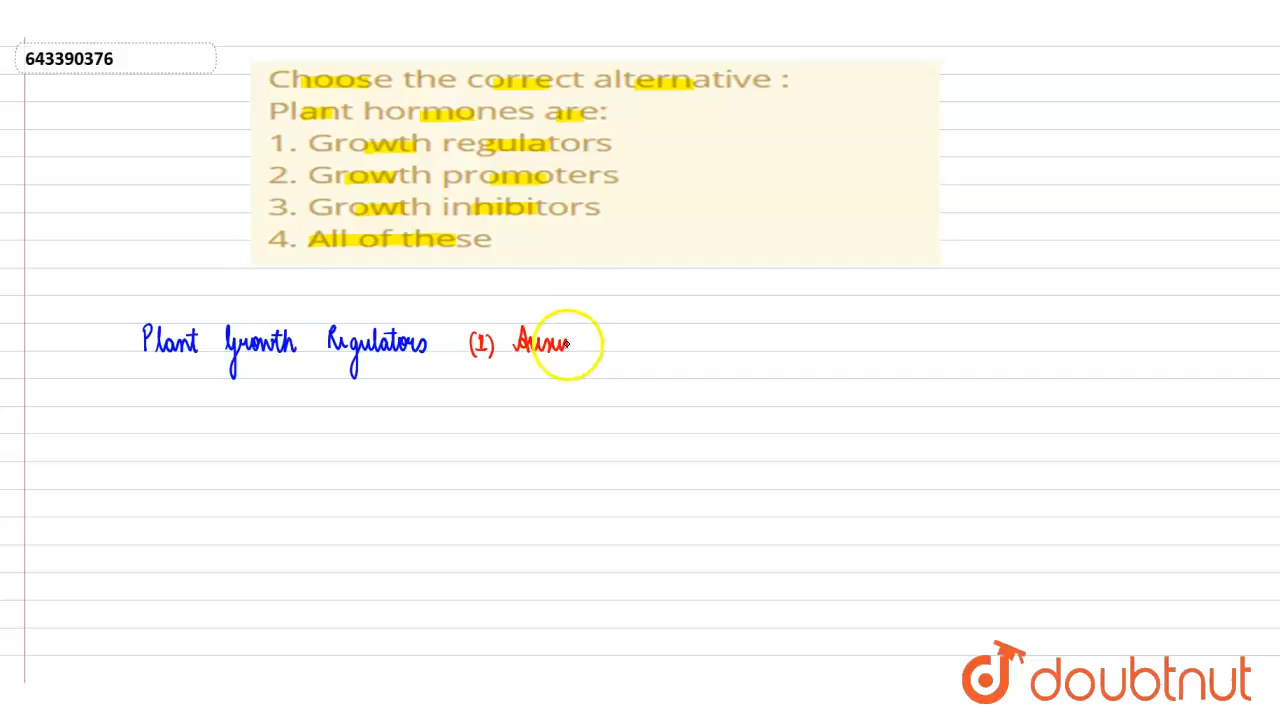 643390376
Choose the correct alternative :
Plant hormones are:
1. Growth regulators
2. Growth promoters
3. Growth inhibitors
4. All of these
Plant Growth Regulators (1) Auxi
doubtnut